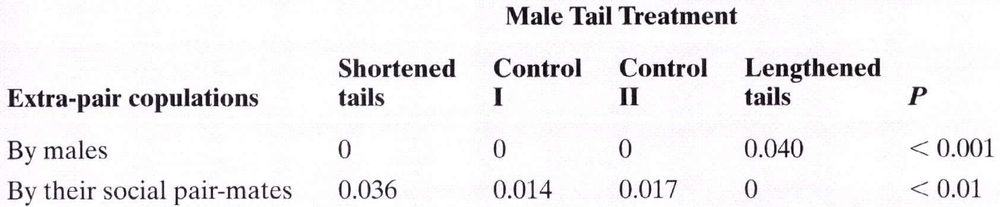 Male Tail Treatment
Shortened Control Control Lengthened
Extra-pair copulations tails I II tails P
By males 0 0 0 0.040 < 0.001
By their social pair-mates 0.036 0.014 0.017 0 < 0.01